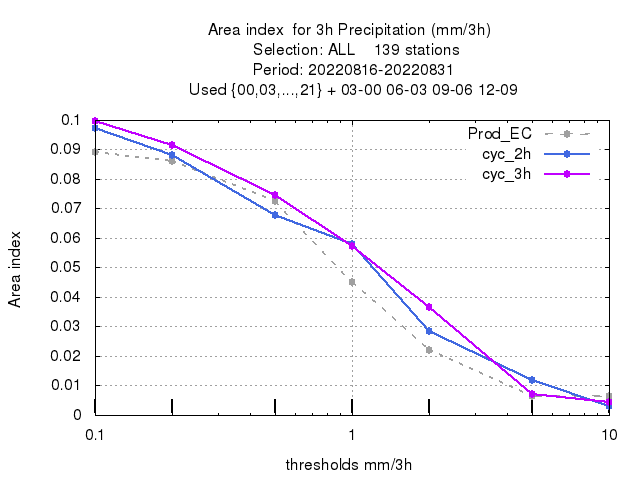 Area index  for 3h Precipitation (mm/3h)
Selection: ALL    139 stations
Period: 20220816-20220831
Used {00,03,...,21} + 03-00 06-03 09-06 12-09
Prod_EC
cyc_2h
cyc_3h
0.1
0.09
0.08
0.07
0.06
0.05
0.04
0.03
0.02
0.01
0
Area index
0.1 1 10
thresholds mm/3h